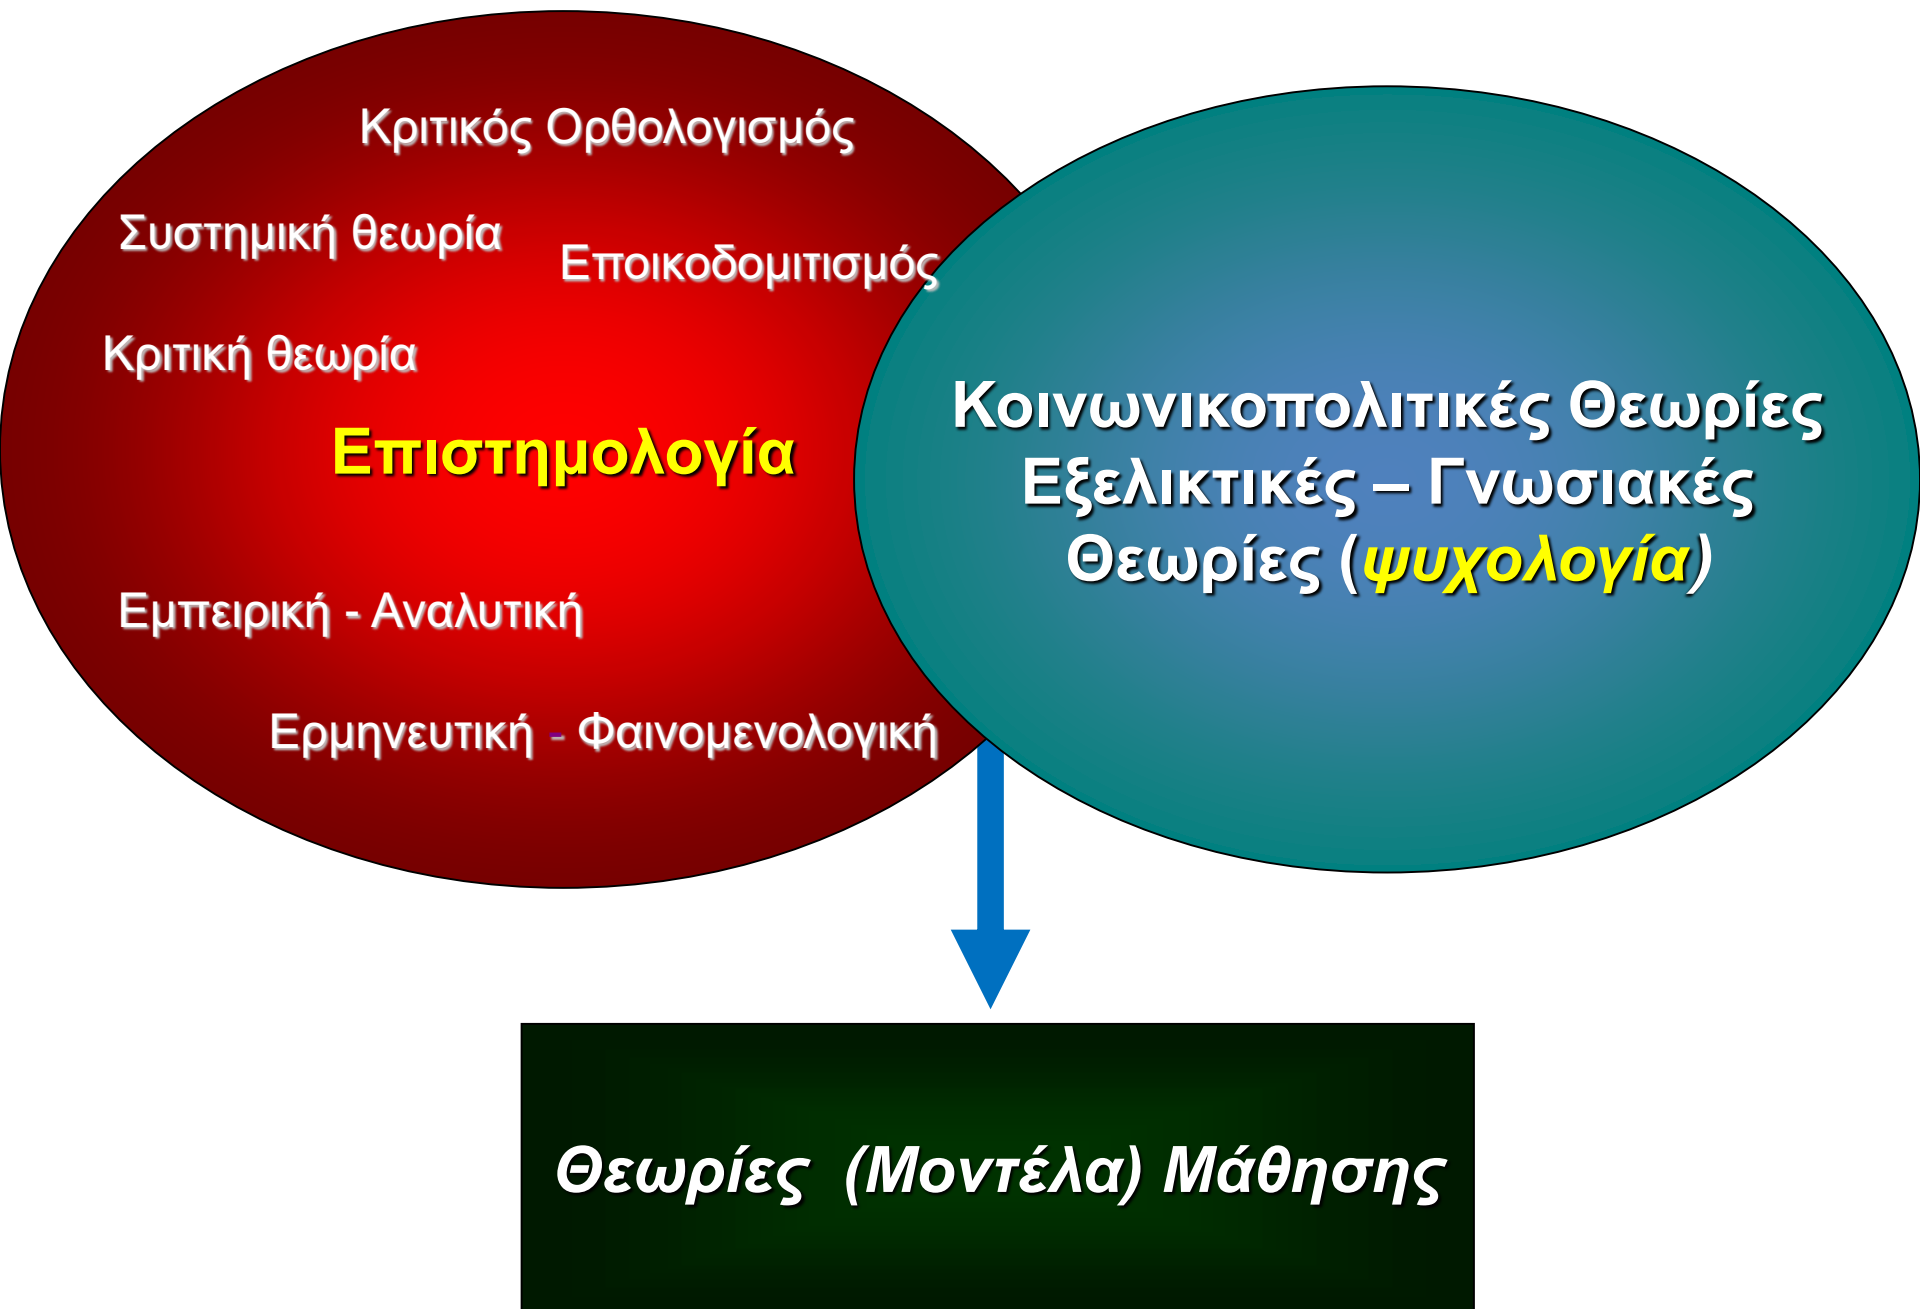 Κριτικός Ορθολογισμός
Συστημική θεωρία
Εποικοδομιτισμός
Κριτική θεωρία
Επιστημολογία
Εμπειρική - Αναλυτική
Ερμηνευτική - Φαινομενολογική
Κοινωνικοπολιτικές Θεωρίες
Εξελικτικές – Γνωσιακές
Θεωρίες (ψυχολογία)
Θεωρίες (Μοντέλα) Μάθησης